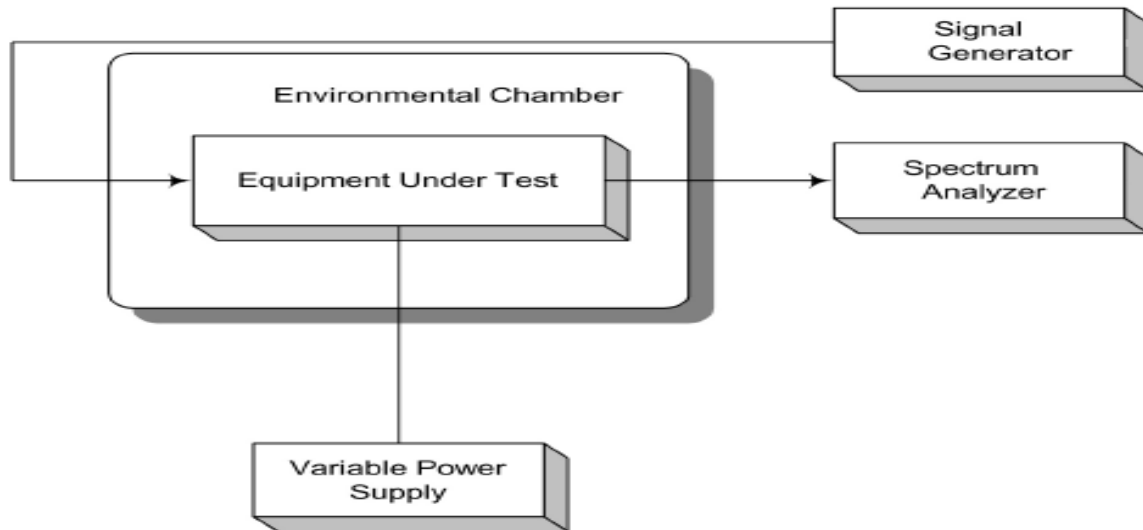 Signal
Generator
Environmental Chamber
Equipment Under Test
Spectrum
Analyzer
Variable Power
Supply